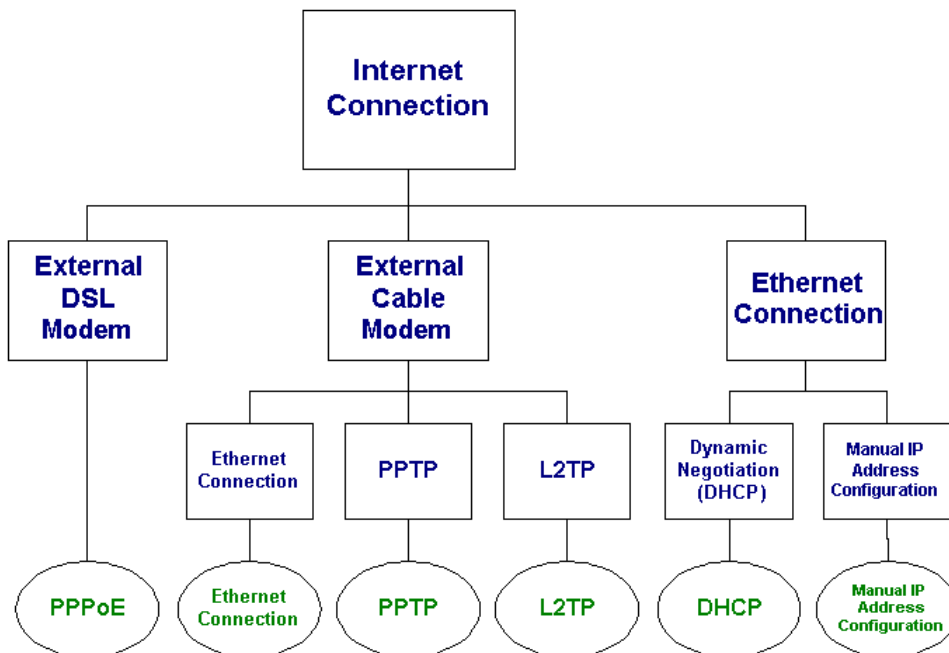 Internet
Connection
External
DSL
Modem
External
Cable
Modem
Ethernet
Connection
Ethernet
Connection
PPTP
L2TP
Dynamic
Negotiation
(DHCP)
Manual IP
Address
Configuration
PPPoE
Ethernet
Connection
PPTP
L2TP
DHCP
Manual IP
Address
Configuration